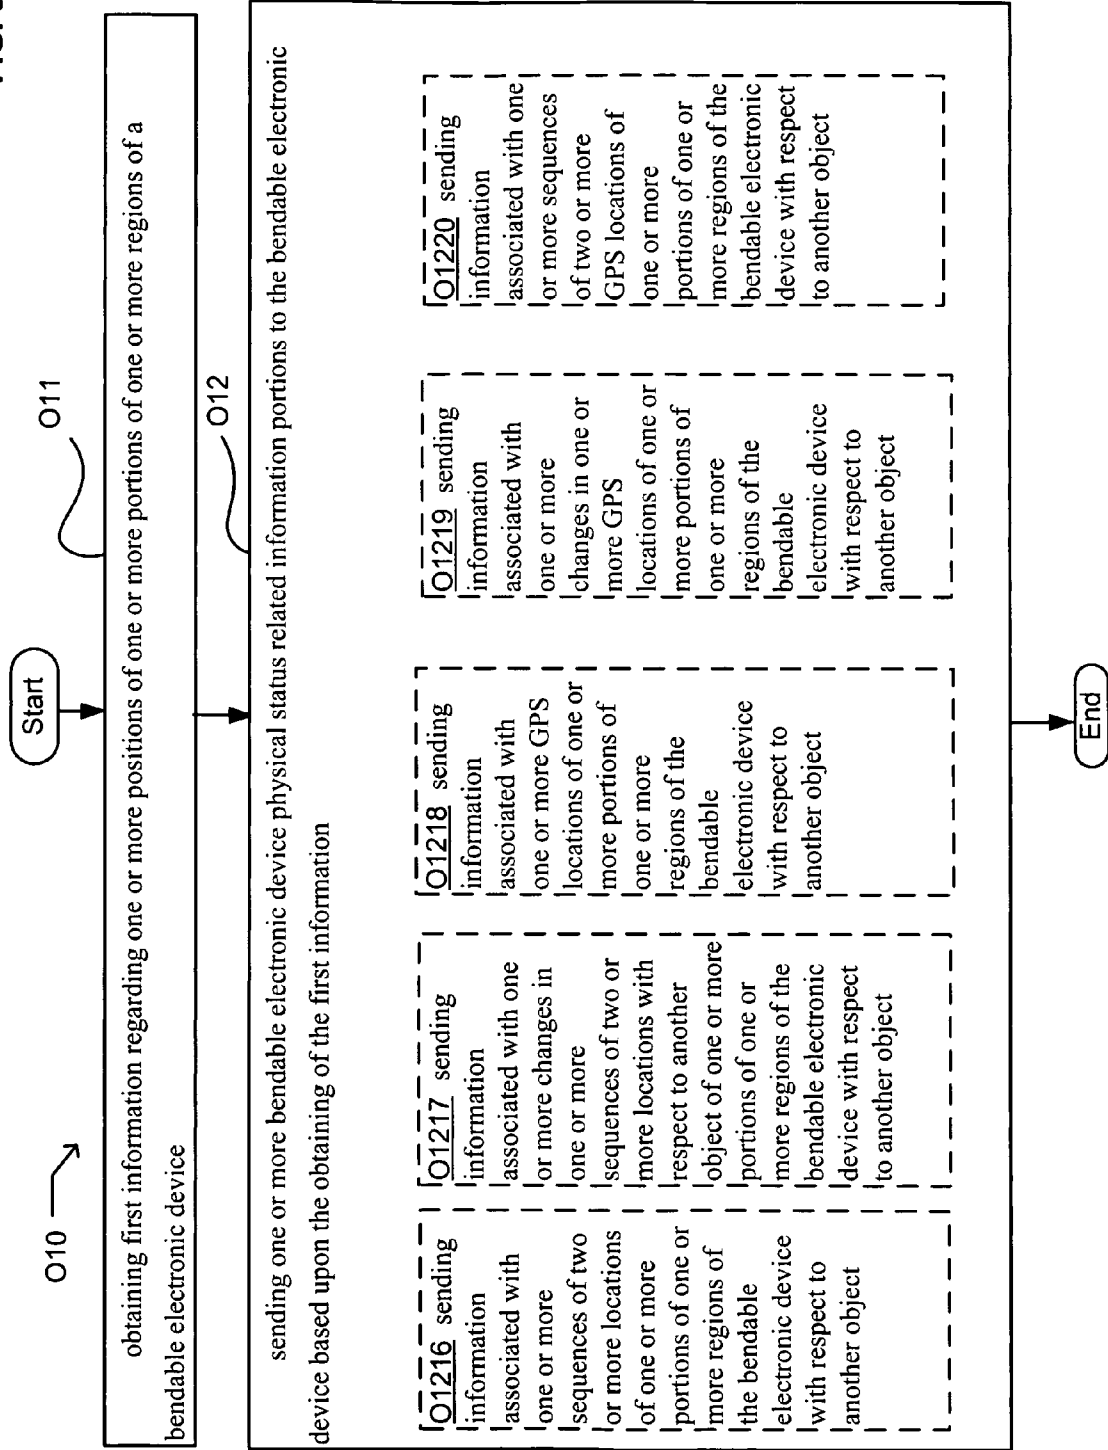 O10
Start
O11
obtaining first information regarding one or more positions of one or more portions of one or more regions of a
bendable electronic device
O12
sending one or more bendable electronic device physical status related information portions to the bendable electronic
device based upon the obtaining of the first information
O1216 sending
information
associated with
one or more
sequences of two
or more locations
of one or more
portions of one or
more regions of
the bendable
electronic device
with respect to
another object
O1217 sending
information
associated with one
or more changes in
one or more
sequences of two or
more locations with
respect to another
object of one or more
portions of one or
more regions of the
bendable electronic
device with respect
to another object
O1218 sending
information
associated with
one or more GPS
locations of one or
more portions of
one or more
regions of the
bendable
electronic device
with respect to
another object
O1219 sending
information
associated with
one or more
changes in one or
more GPS
locations of one or
more portions of
one or more
regions of the
bendable
electronic device
with respect to
another object
O1220 sending
information
associated with one
or more sequences
of two or more
GPS locations of
one or more
portions of one or
more regions of the
bendable electronic
device with respect
to another object
End